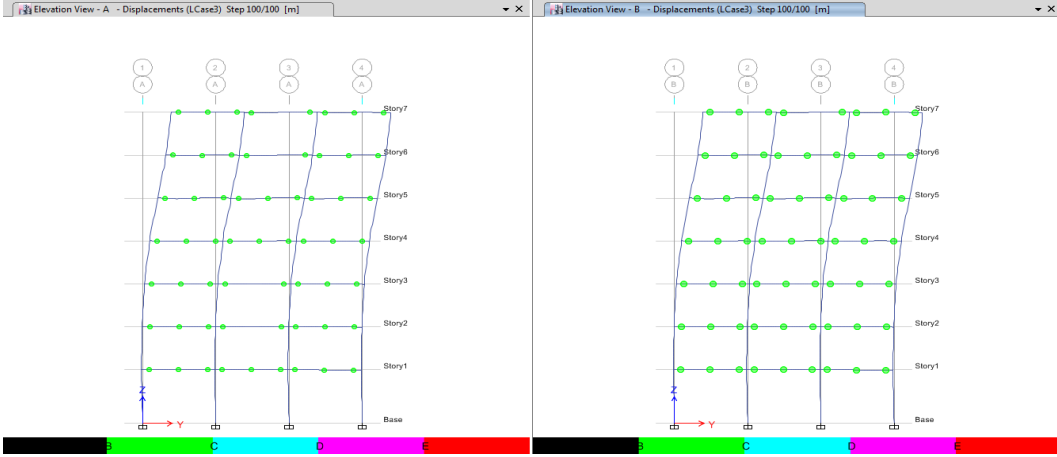 Elevation View - A - Displacements (LCase3) Step 100/100 [m]
1 2 3 4
A A A A
Story7
Story6
Story5
Story4
Story3
Story2
Story1
Z
Y
Base
B C D E
Elevation View - B - Displacements (LCase3) Step 100/100 [m]
1 2 3 4
B B B B
Story7
Story6
Story5
Story4
Story3
Story2
Story1
Z
Y
Base
B C D E